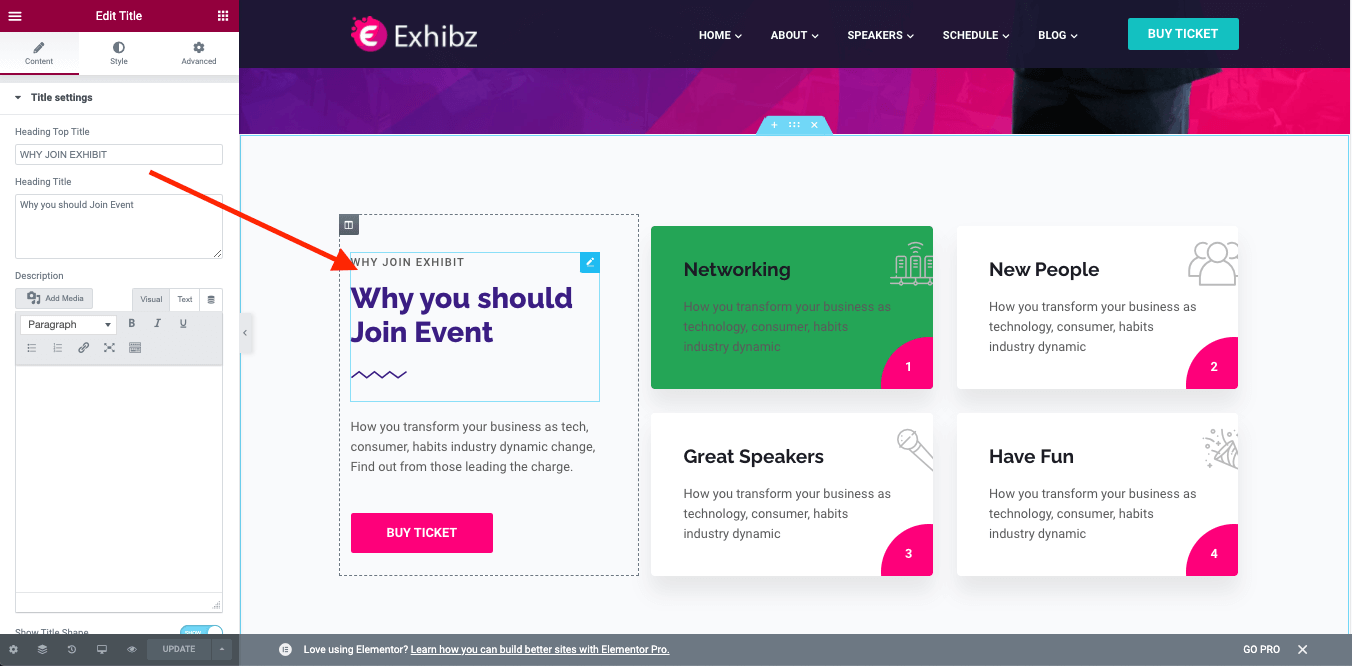 Edit Title
Content
Style
Advanced
Title settings
Heading Top Title
WHY JOIN EXHIBIT
Heading Title
Why you should Join Event
Description
Add Media
Visual
Text
Paragraph
B
I
U
Show Title Shape
SHOW
UPDATE
Exhibz
HOME
ABOUT
SPEAKERS
SCHEDULE
BLOG
BUY TICKET
WHY JOIN EXHIBIT
Why you should
Join Event
How you transform your business as tech,
consumer, habits industry dynamic change,
Find out from those leading the charge.
BUY TICKET
Networking
How you transform your business as
technology, consumer, habits
industry dynamic
1
New People
How you transform your business as
technology, consumer, habits
industry dynamic
2
Great Speakers
How you transform your business as
technology, consumer, habits
industry dynamic
3
Have Fun
How you transform your business as
technology, consumer, habits
industry dynamic
4
Love using Elementor? Learn how you can build better sites with Elementor Pro.
GO PRO